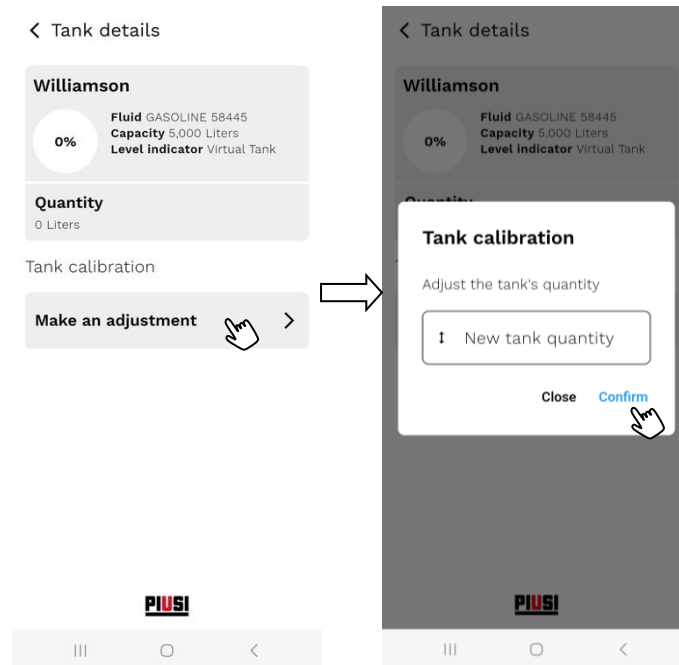 Tank details
Williamson
0%
Fluid GASOLINE 58445
Capacity 5,000 Liters
Level indicator Virtual Tank
Quantity
0 Liters
Tank calibration
Make an adjustment
PIUSI
Tank details
Williamson
0%
Fluid GASOLINE 58445
Capacity 5,000 Liters
Level indicator Virtual Tank
Quantity
Tank calibration
Adjust the tank's quantity
New tank quantity
Close Confirm
PIUSI